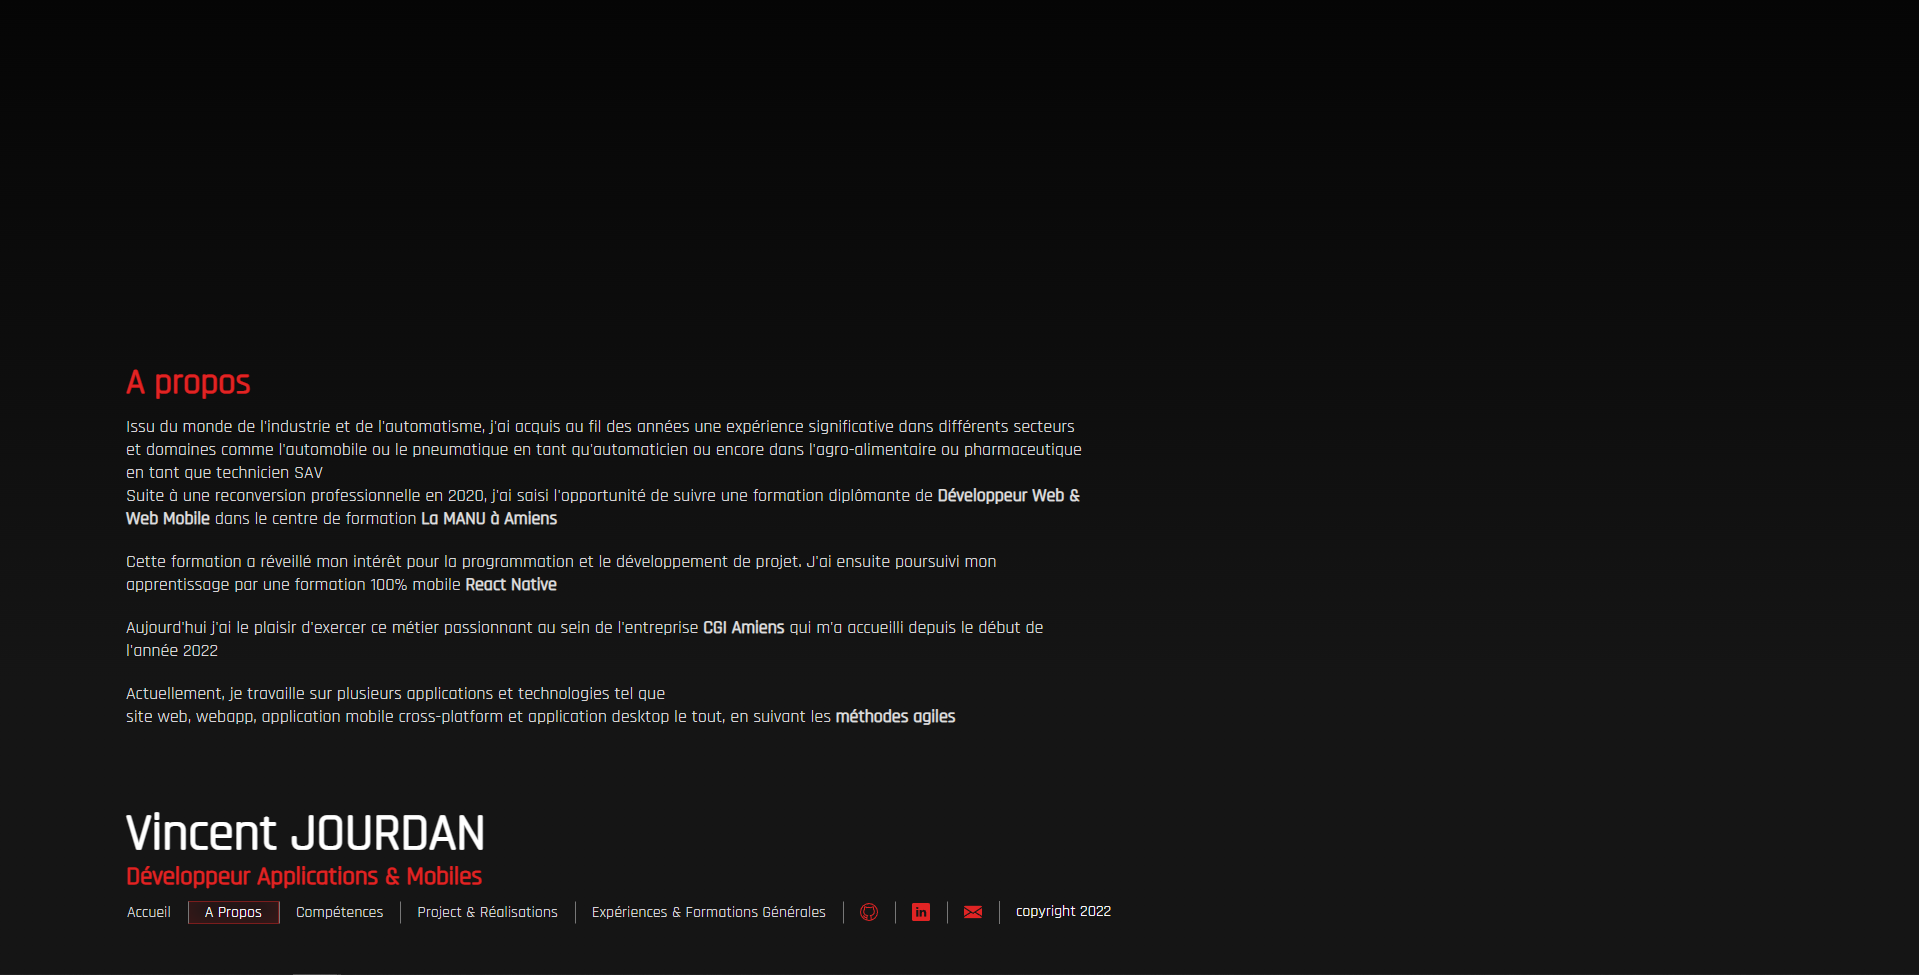 A propos
Issu du monde de l'industrie et de l'automatisme, j'ai acquis au fil des années une expérience significative dans différents secteurs
et domaines comme l'automobile ou le pneumatique en tant qu'automaticien ou encore dans l'agro-alimentaire ou pharmaceutique
en tant que technicien SAV
Suite à une reconversion professionnelle en 2020, j'ai saisi l'opportunité de suivre une formation diplômante de Développeur Web &
Web Mobile dans le centre de formation La MANU à Amiens
Cette formation a réveillé mon intérêt pour la programmation et le développement de projet. J'ai ensuite poursuivi mon
apprentissage par une formation 100% mobile React Native
Aujourd'hui j'ai le plaisir d'exercer ce métier passionnant au sein de l'entreprise CGI Amiens qui m'a accueilli depuis le début de
l'année 2022
Actuellement, je travaille sur plusieurs applications et technologies tel que
site web, webapp, application mobile cross-platform et application desktop le tout, en suivant les méthodes agiles
Vincent JOURDAN
Développeur Applications & Mobiles
Accueil A Propos Compétences Project & Réalisations Expériences & Formations Générales in copyright 2022